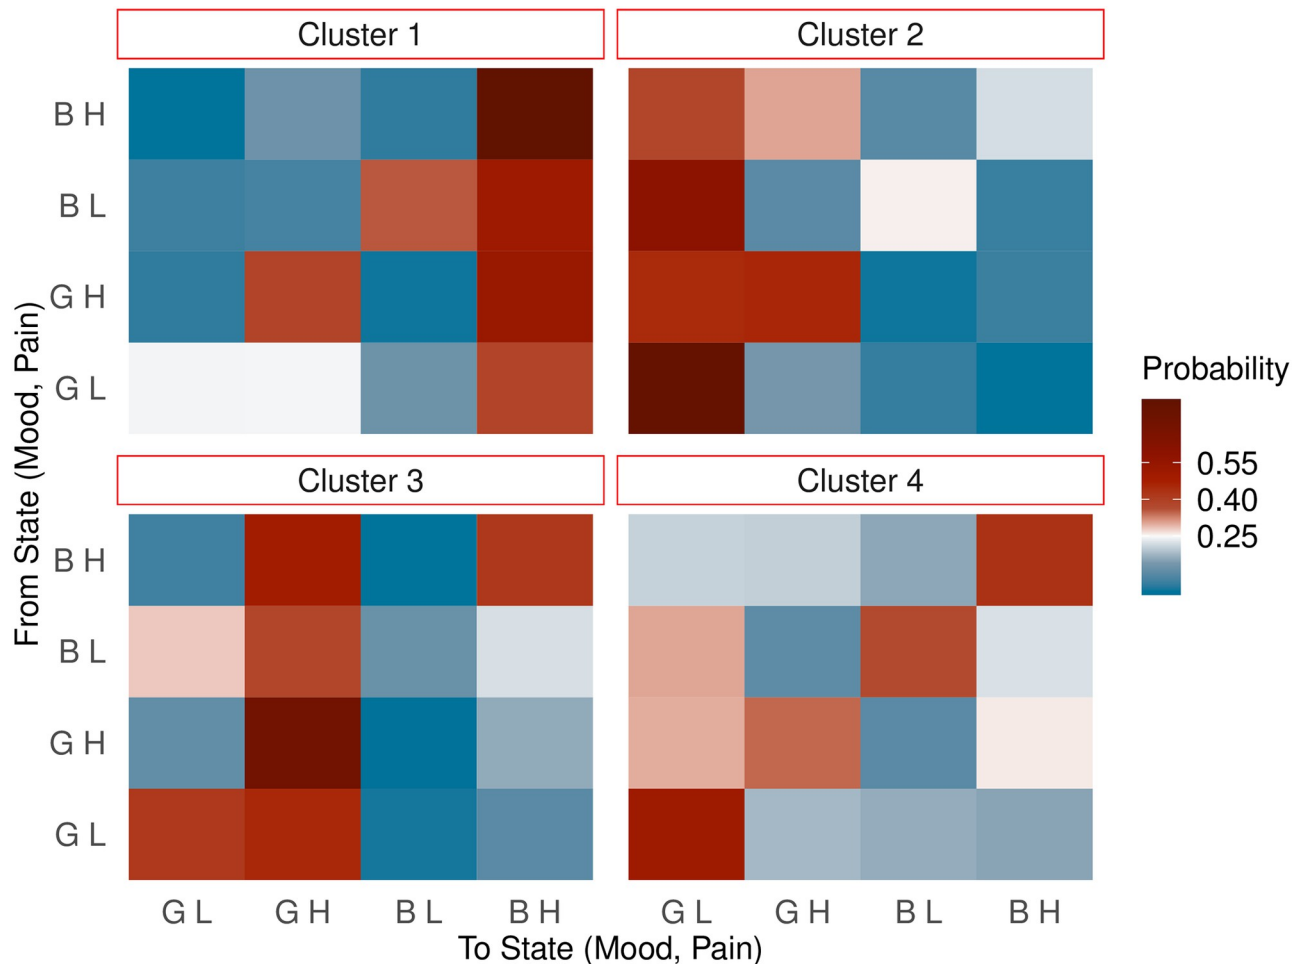 Cluster 1
Cluster 2
B H
B L
G H
G L
Cluster 3
Cluster 4
B H
B L
G H
G L
G L G H B L B H
G L G H B L B H
From State (Mood, Pain)
To State (Mood, Pain)
Probability
0.55
0.40
0.25